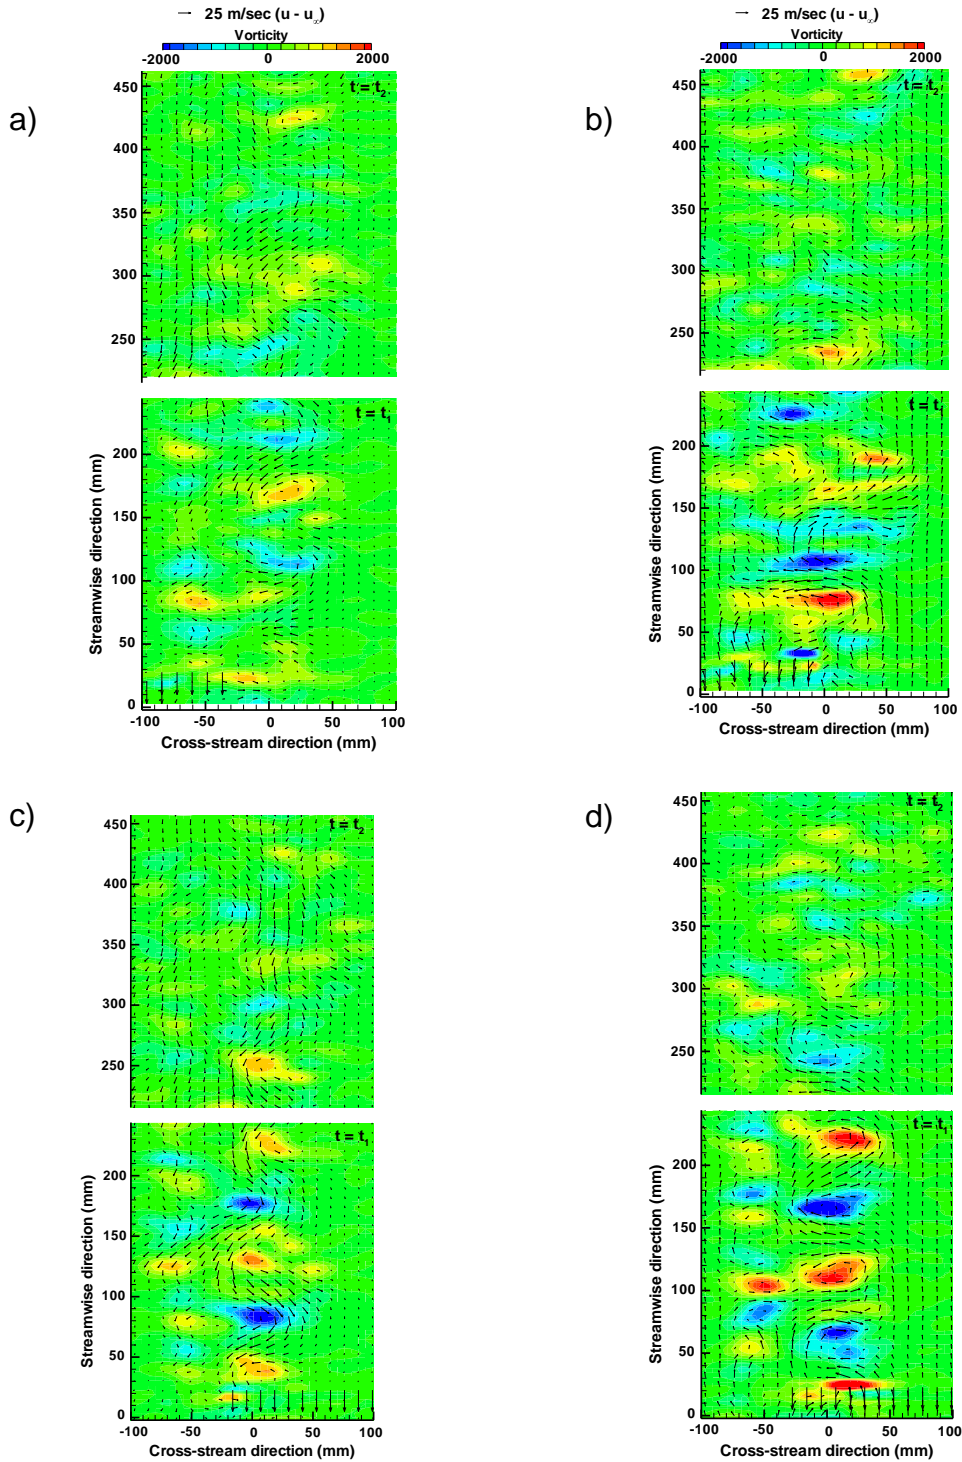 25 m/sec (u - u∞)
Vorticity
-2000 0 2000
a)
t = t2
450
400
350
300
250
t = t1
200
150
100
50
0
Streamwise direction (mm)
-100 -50 0 50 100
Cross-stream direction (mm)
25 m/sec (u - u∞)
Vorticity
-2000 0 2000
b)
t = t2
450
400
350
300
250
t = t1
200
150
100
50
0
Streamwise direction (mm)
-100 -50 0 50 100
Cross-stream direction (mm)
c)
t = t2
450
400
350
300
250
t = t1
200
150
100
50
0
Streamwise direction (mm)
-100 -50 0 50 100
Cross-stream direction (mm)
d)
t = t2
450
400
350
300
250
t = t1
200
150
100
50
0
Streamwise direction (mm)
-100 -50 0 50 100
Cross-stream direction (mm)